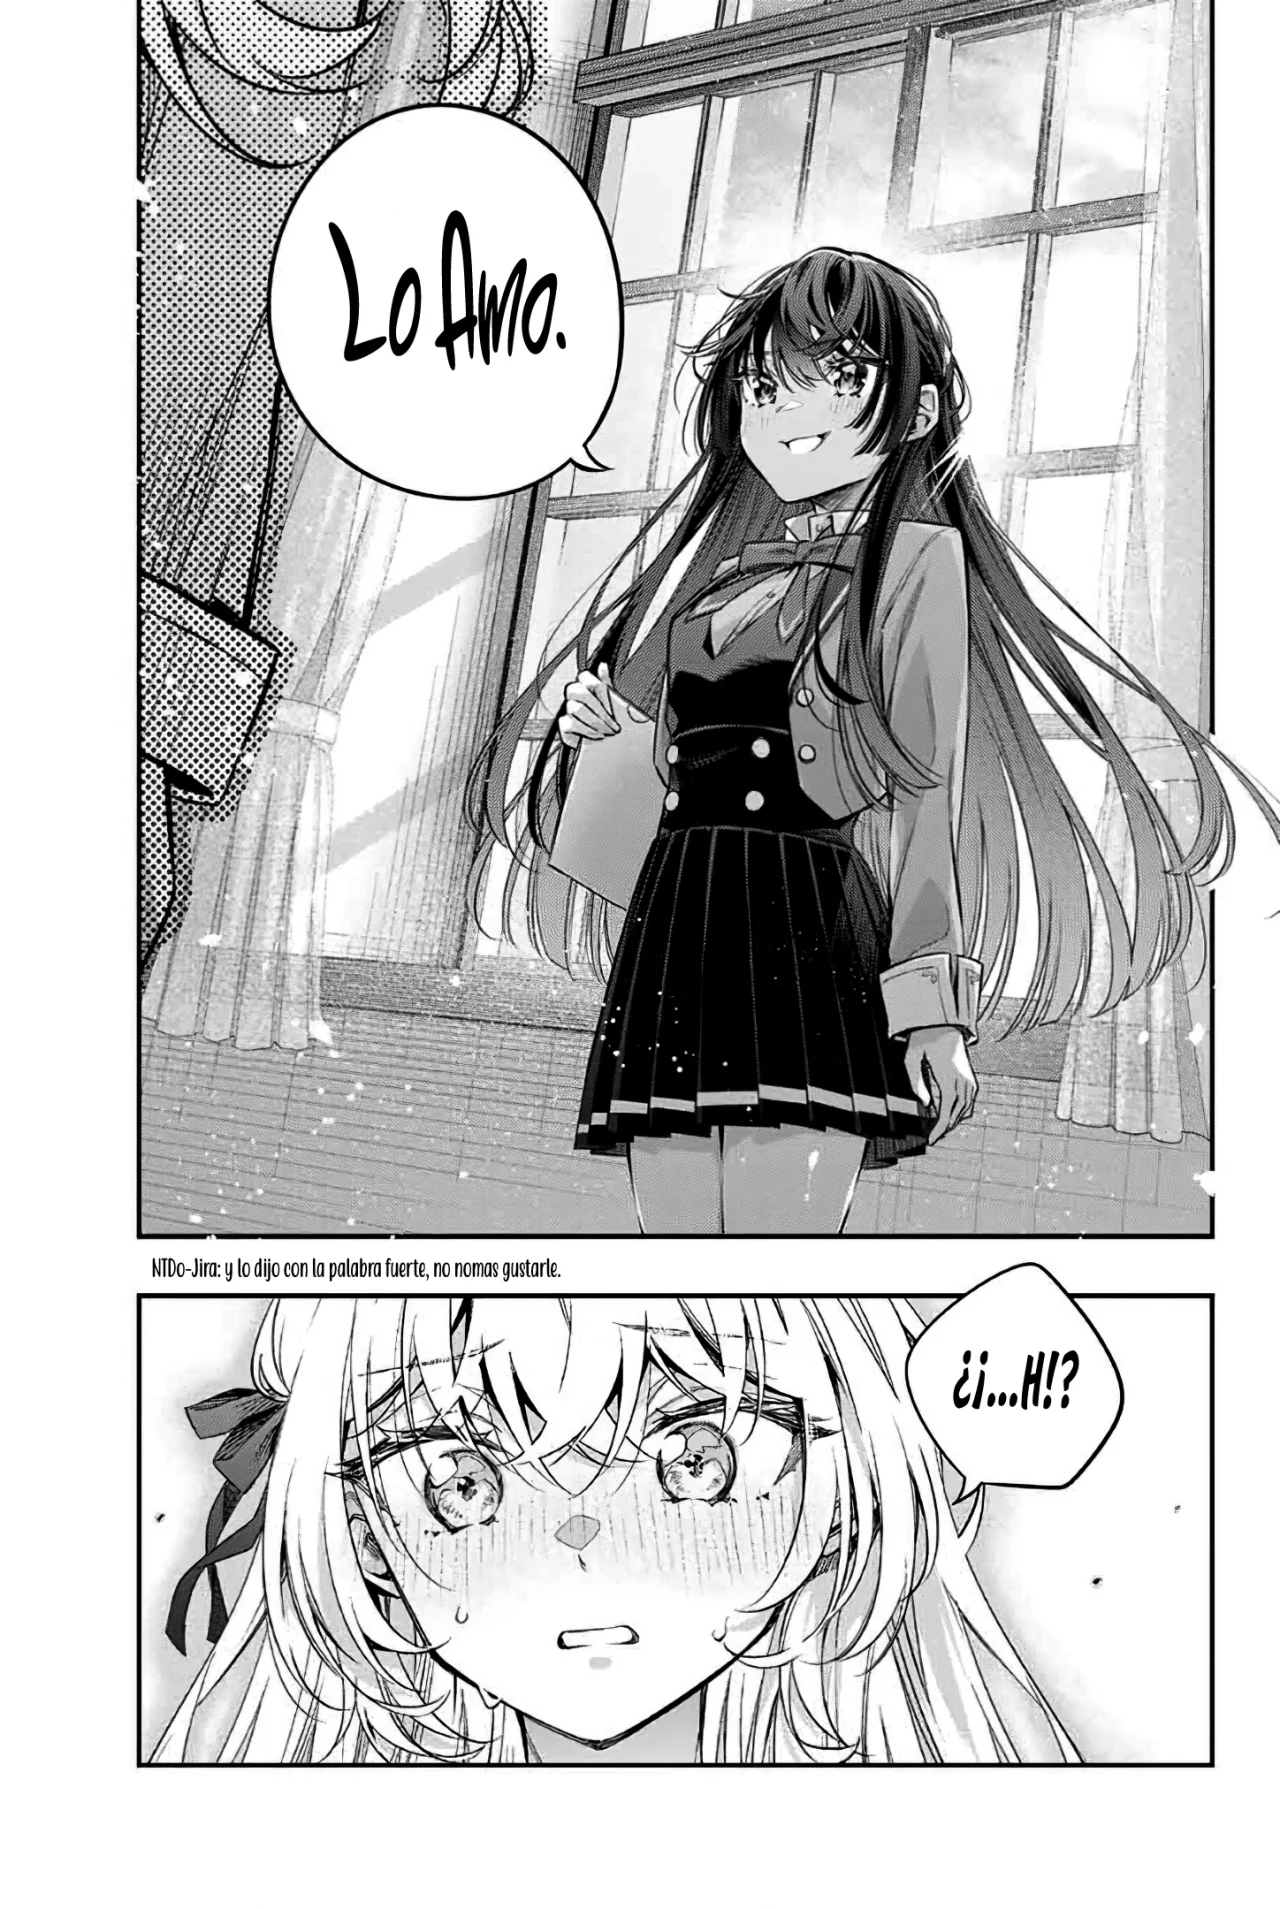 Lo Amo.
NTDo-Jira: y lo dijo con la palabra fuerte, no nomas gustarle.
¿¡...H!?